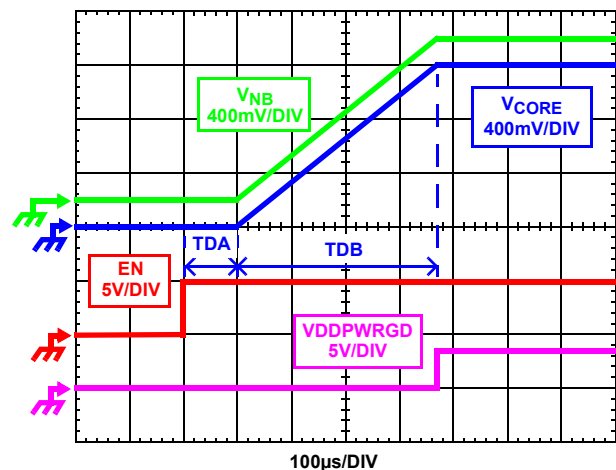 VNB
400mV/DIV
VCORE
400mV/DIV
TDA
TDB
EN
5V/DIV
VDDPWRGD
5V/DIV
100µs/DIV